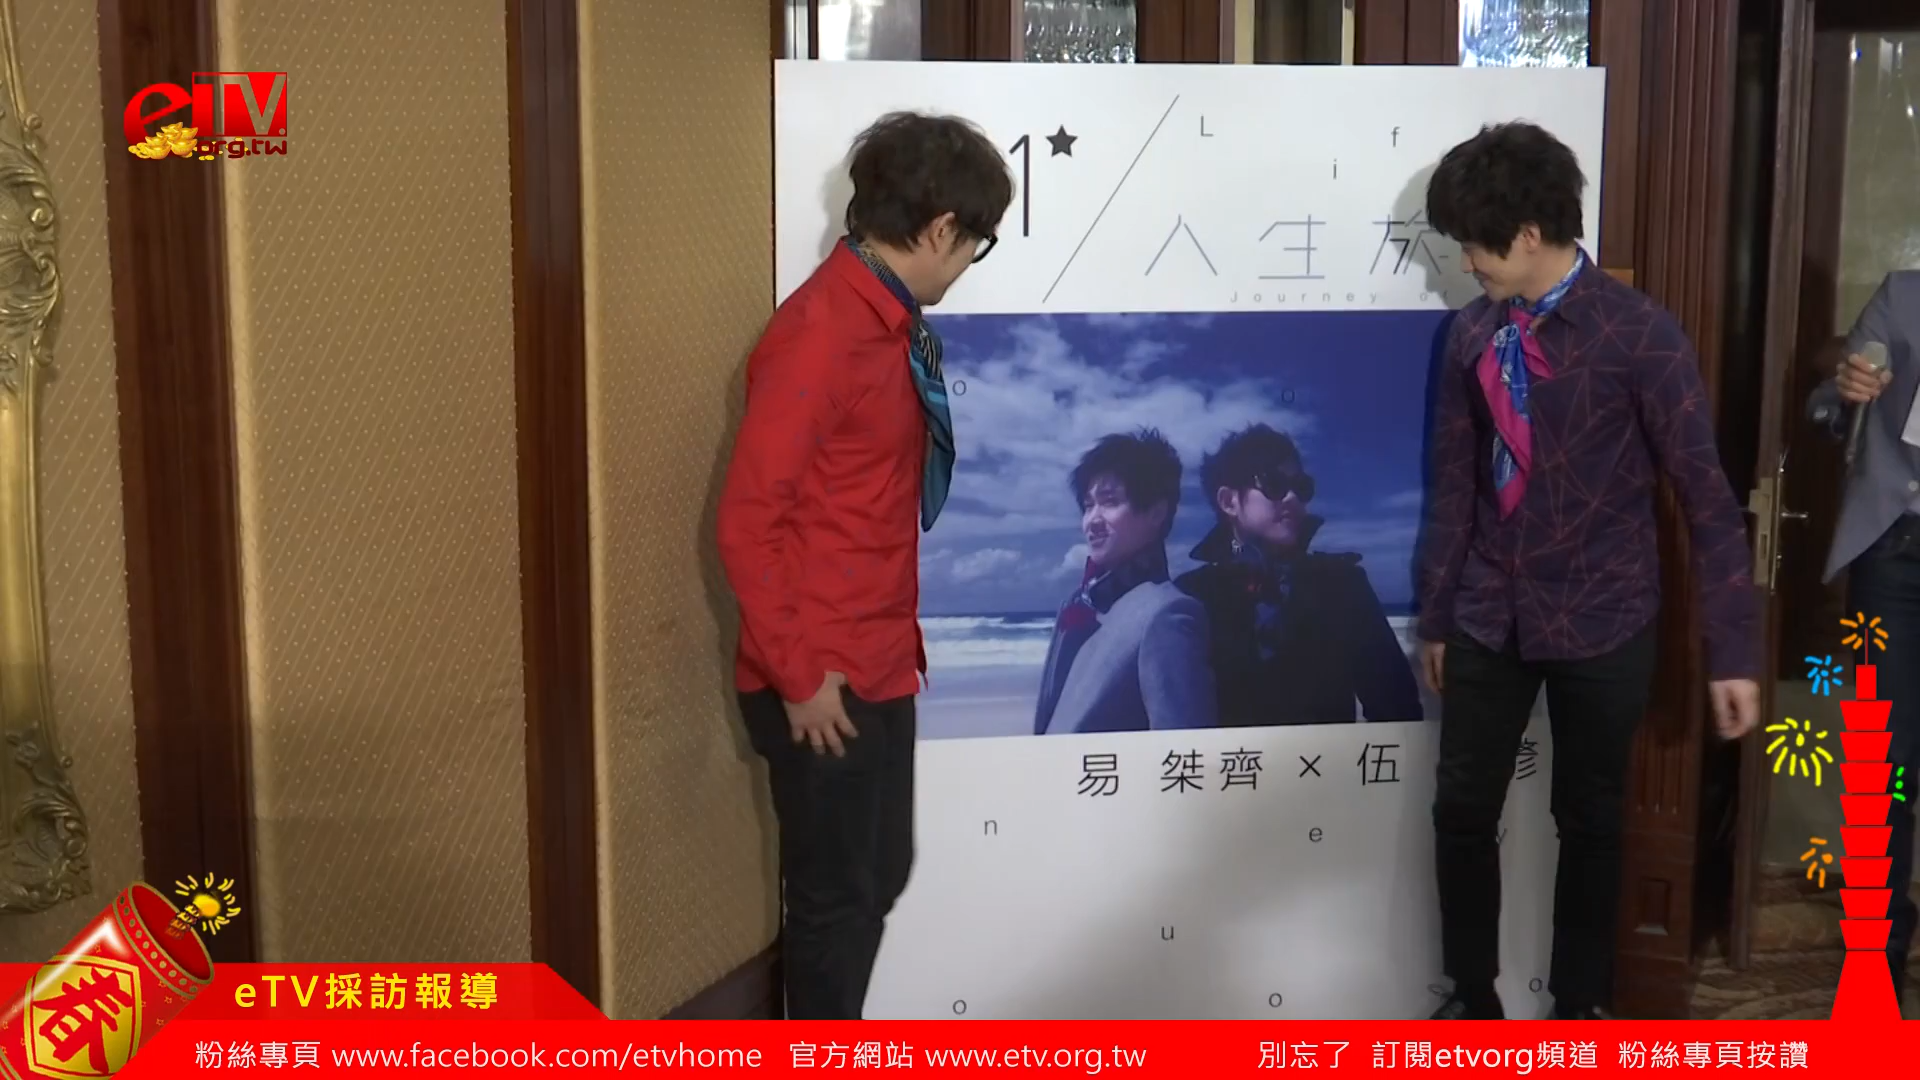 eTV.
org.tw
1★
L
i
f
人生旅
Journey of
o
o
易桀齊×伍
n
e
y
u
o
o
o
春
eTV採訪報導
粉絲專頁 www.facebook.com/etvhome 官方網站 www.etv.org.tw 別忘了 訂閱etvorg頻道 粉絲專頁按讚